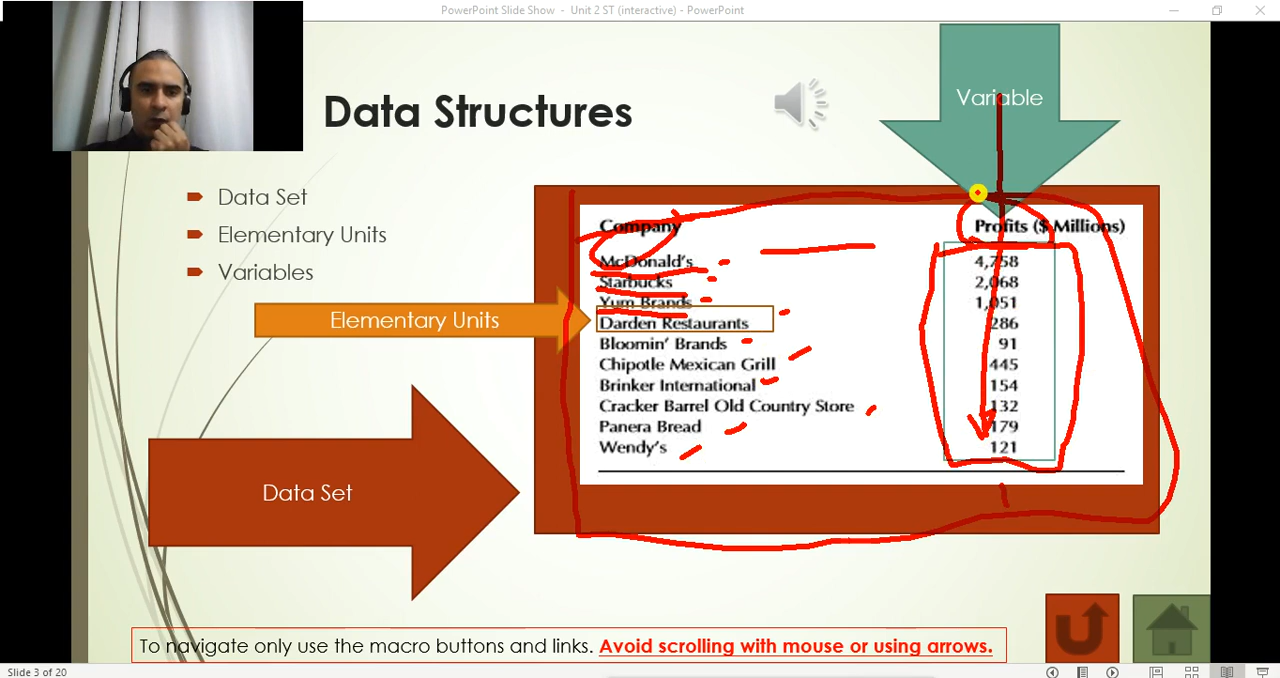 PowerPoint Slide Show - Unit 2 ST (interactive) - PowerPoint
Data Structures
Variable
Data Set
Elementary Units
Variables
Elementary Units
Data Set
Company Profits ($ Millions)
McDonald's 4,758
Starbucks 2,068
Yum Brands 1,051
Darden Restaurants 286
Bloomin' Brands 91
Chipotle Mexican Grill 445
Brinker International 154
Cracker Barrel Old Country Store 132
Panera Bread 179
Wendy's 121
To navigate only use the macro buttons and links. Avoid scrolling with mouse or using arrows.
Slide 3 of 20